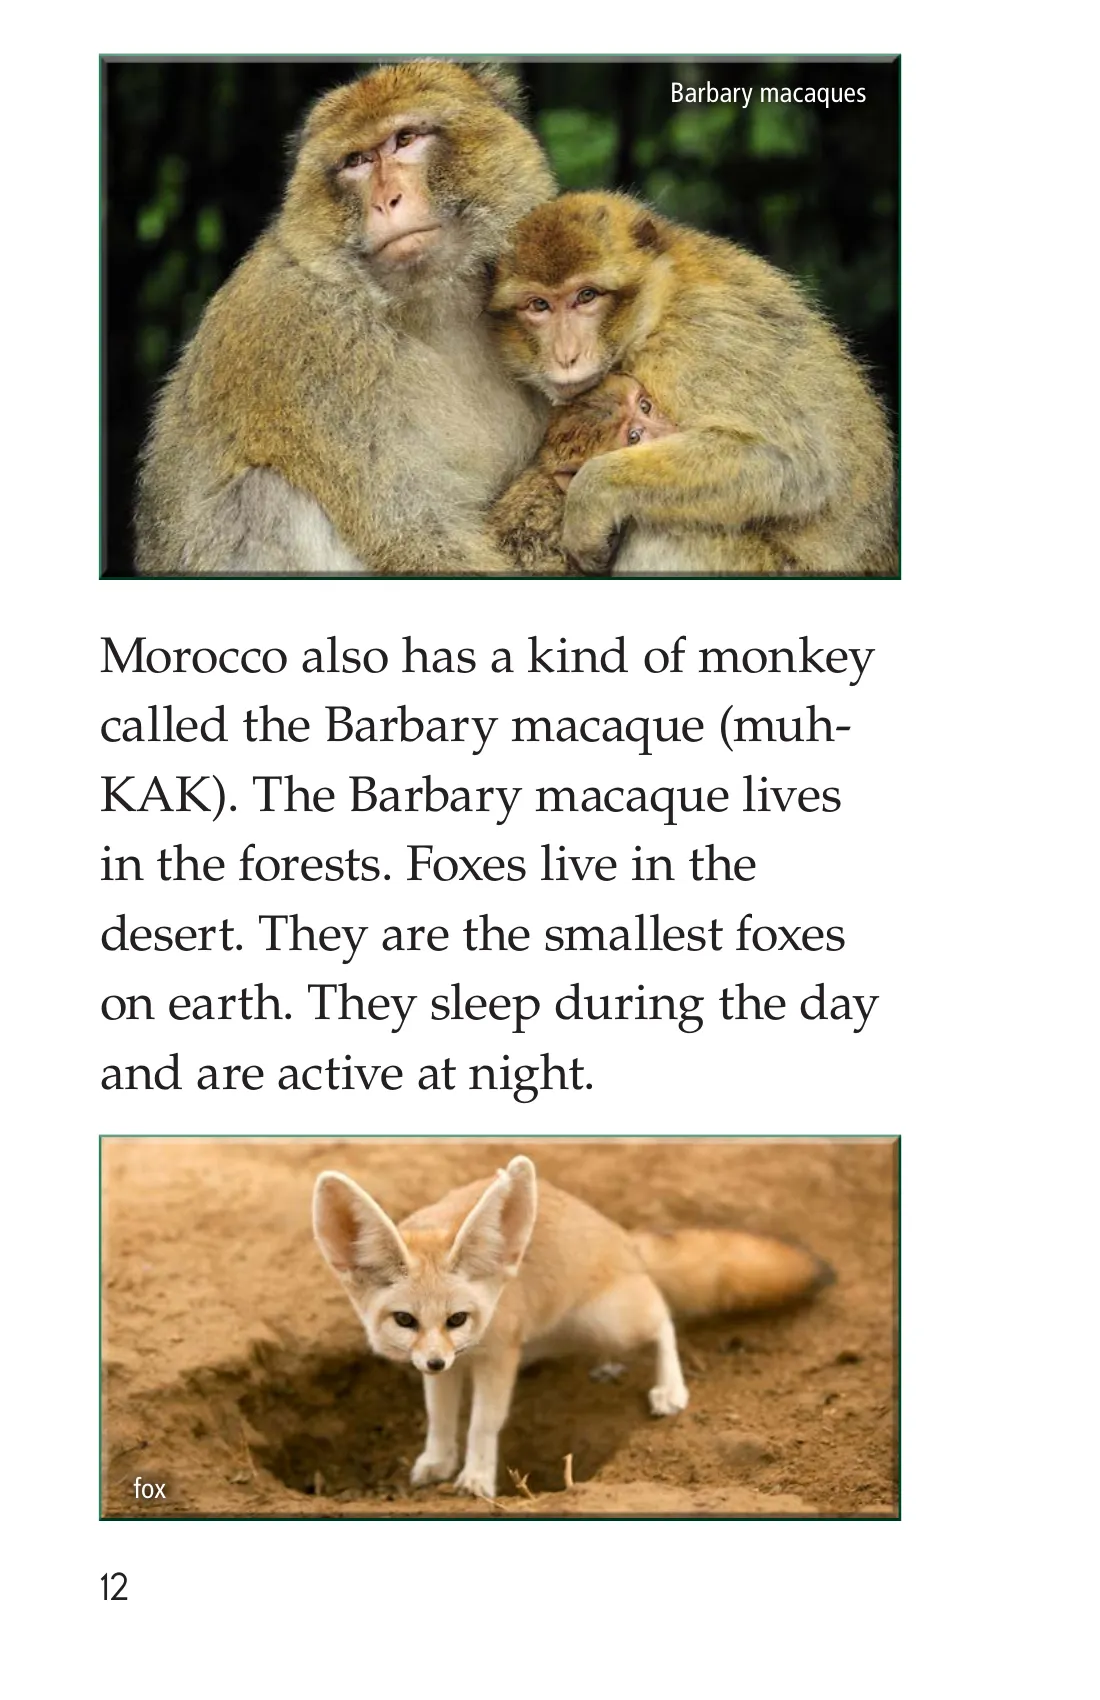 Barbary macaques
Morocco also has a kind of monkey
called the Barbary macaque (muh-
KAK). The Barbary macaque lives
in the forests. Foxes live in the
desert. They are the smallest foxes
on earth. They sleep during the day
and are active at night.
fox
12